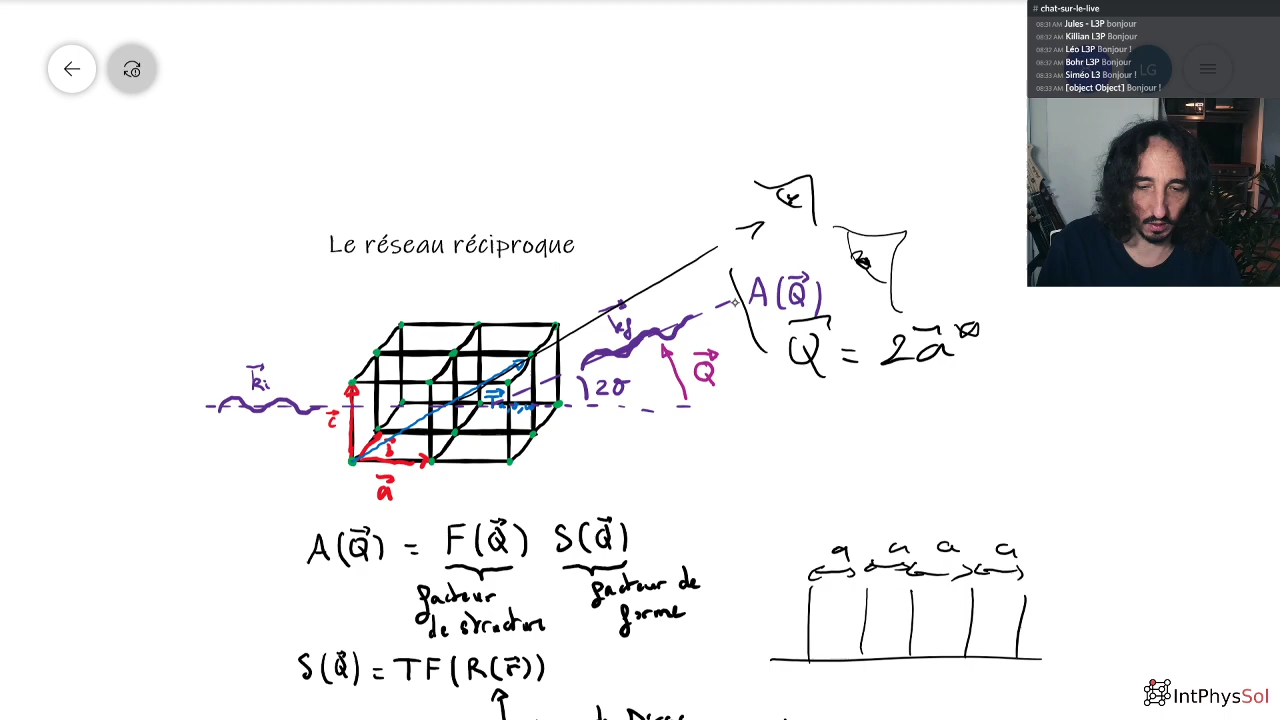 # chat-sur-le-live
08:31 AM Jules - L3P bonjour
08:32 AM Killian L3P Bonjour
08:32 AM Léo L3P Bonjour !
08:32 AM Bohr L3P Bonjour
08:33 AM Siméo L3 Bonjour !
08:33 AM [object Object] Bonjour !
LG
Le réseau réciproque
A(Q⃗)
Q⃗ = 2a⃗*
k⃗f
k⃗i
2θ
Q⃗
c⃗
b⃗
a⃗
A(Q⃗) = F(Q⃗) S(Q⃗)
facteur de structure
facteur de forme
a a a a
S(Q⃗) = TF(R(r⃗))
IntPhysSol